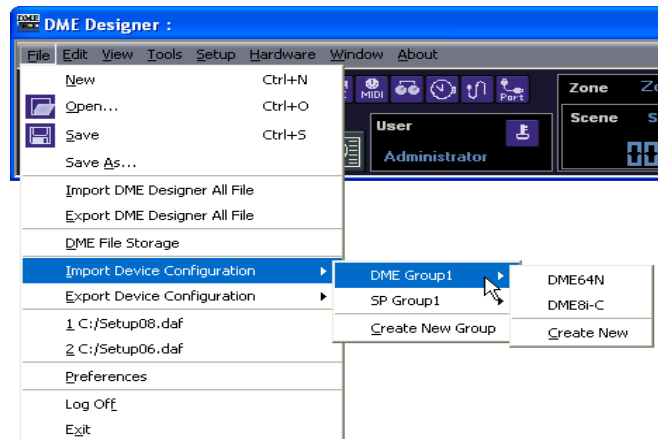 DME Designer :
File Edit View Tools Setup Hardware Window About
New Ctrl+N
Open... Ctrl+O
Save Ctrl+S
Save As...
Import DME Designer All File
Export DME Designer All File
DME File Storage
Import Device Configuration
Export Device Configuration
1 C:/Setup08.daf
2 C:/Setup06.daf
Preferences
Log Off
Exit
MIDI
Port
User
Administrator
Zone
Scene
DME Group1
SP Group1
Create New Group
DME64N
DME8i-C
Create New